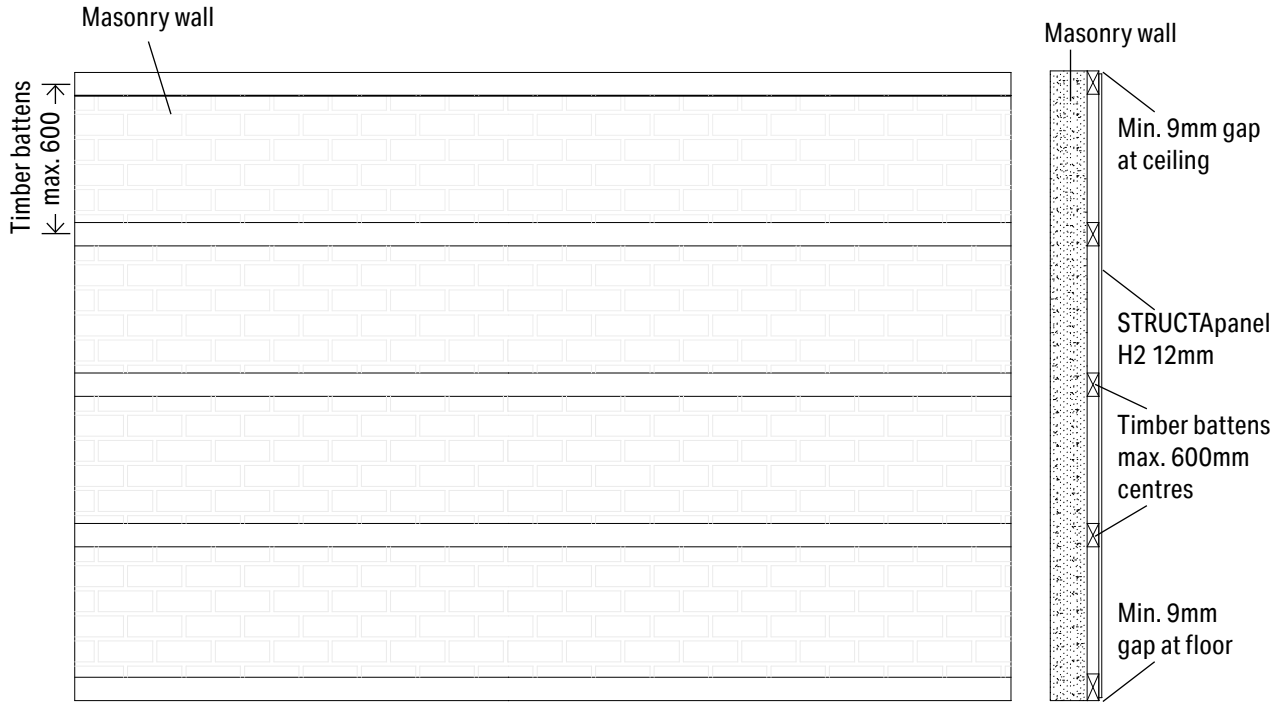 Masonry wall
Timber battens
max. 600
Masonry wall
Min. 9mm gap
at ceiling
STRUCTApanel
H2 12mm
Timber battens
max. 600mm
centres
Min. 9mm
gap at floor